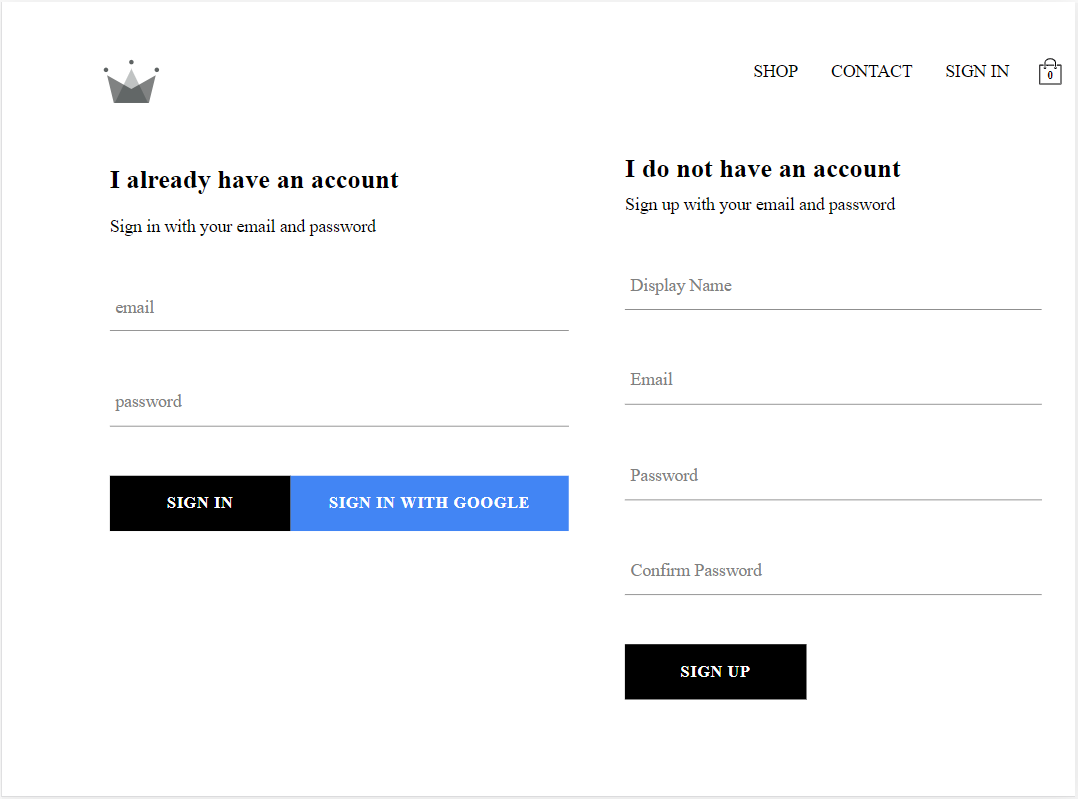 SHOP CONTACT SIGN IN 0
I already have an account
Sign in with your email and password
email
password
SIGN IN SIGN IN WITH GOOGLE
I do not have an account
Sign up with your email and password
Display Name
Email
Password
Confirm Password
SIGN UP